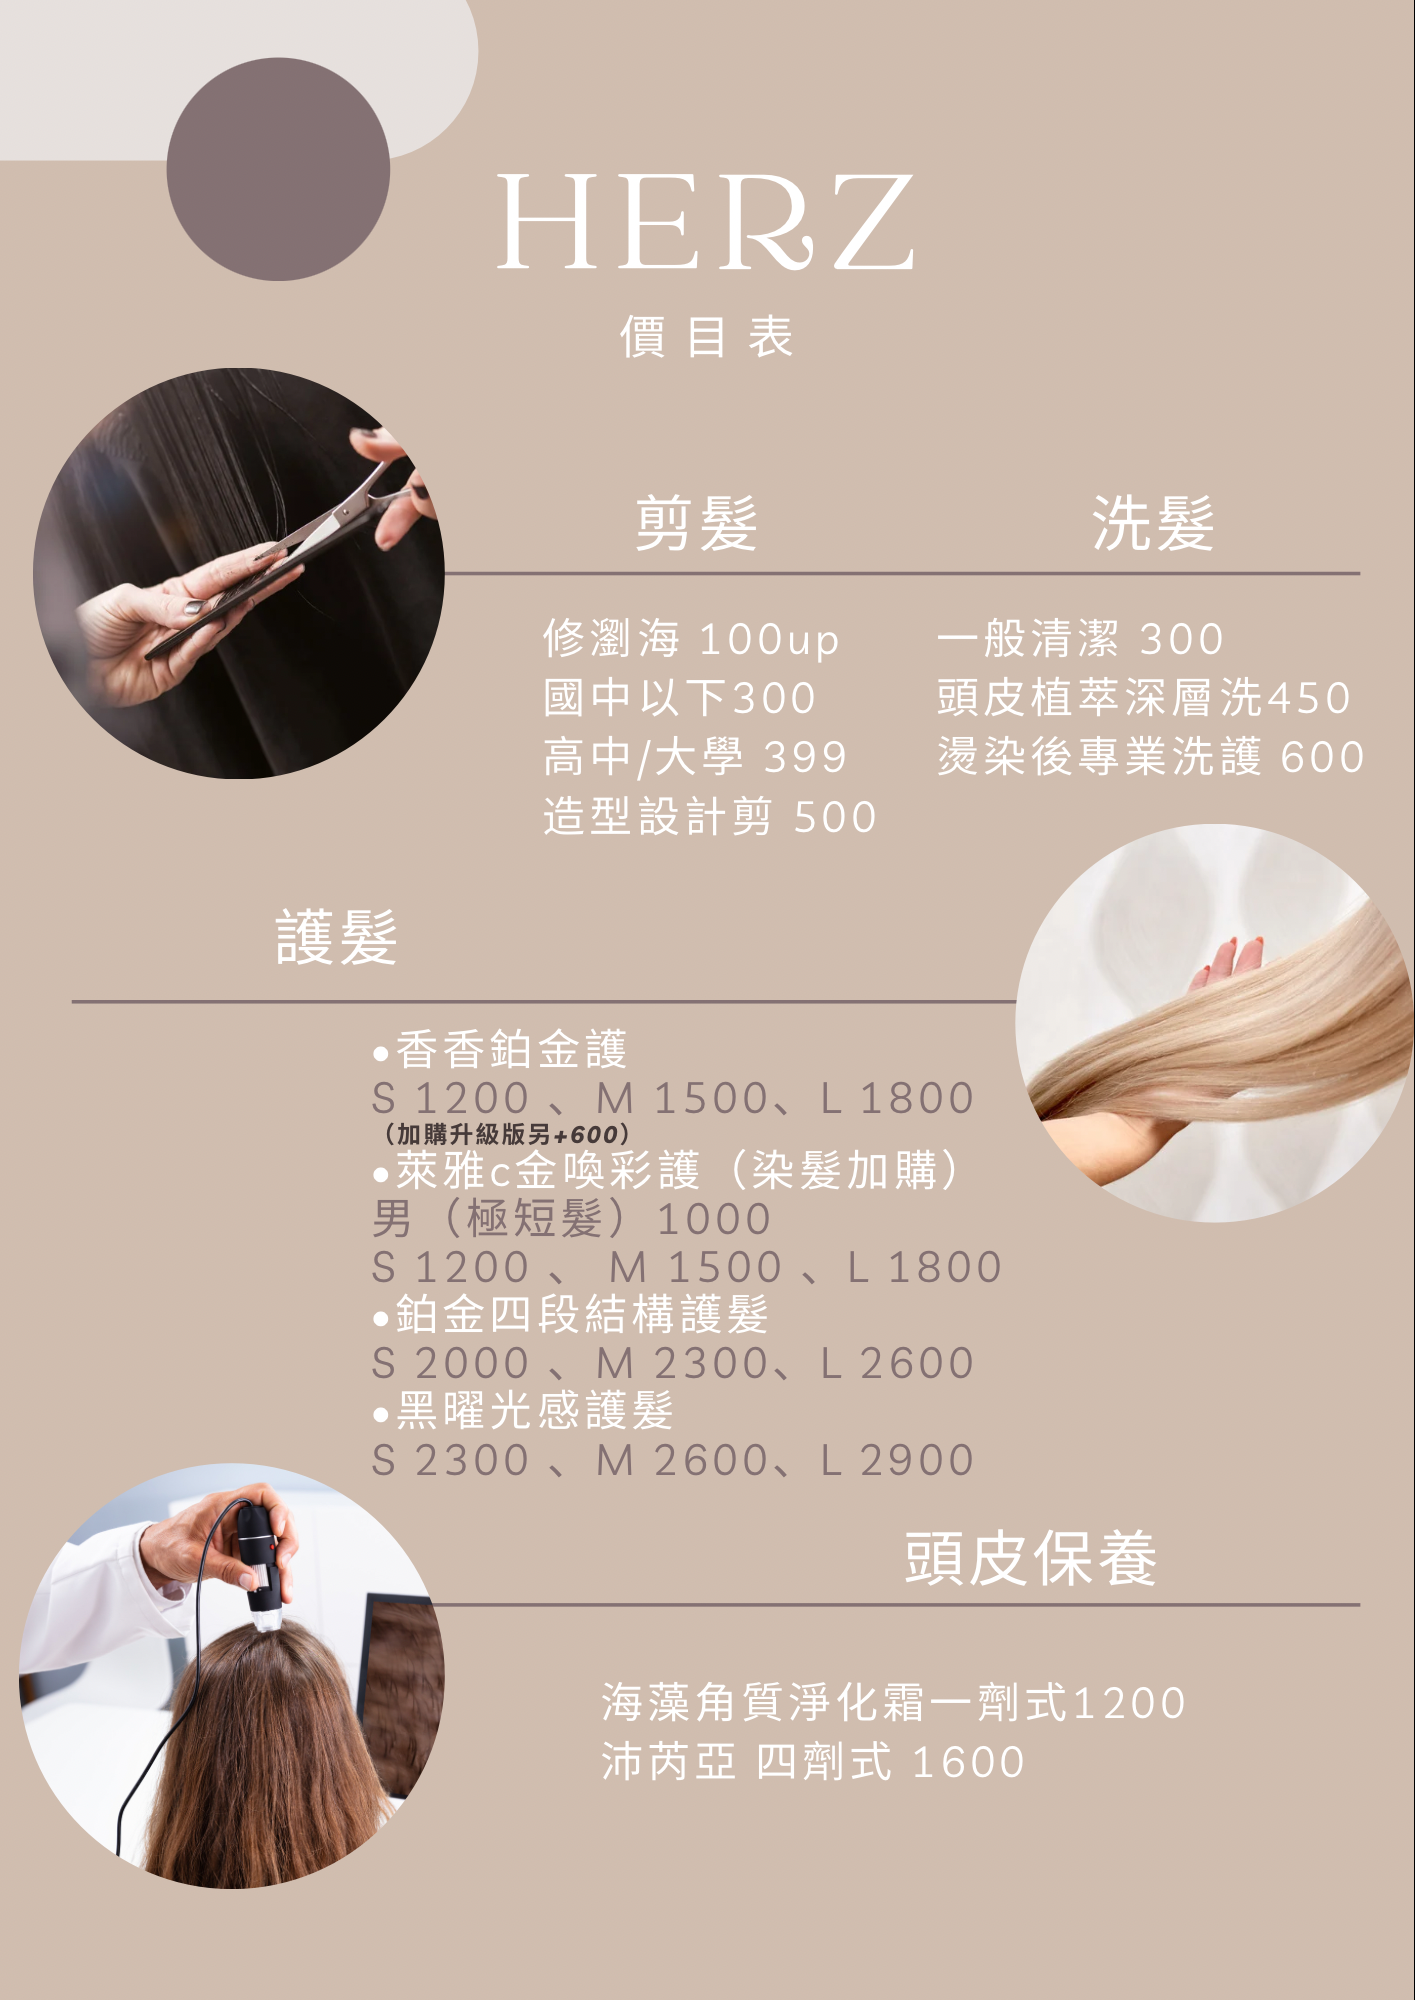 HERZ
價目表
剪髮
修瀏海 100up
國中以下300
高中/大學 399
造型設計剪 500
洗髮
一般清潔 300
頭皮植萃深層洗450
燙染後專業洗護 600
護髮
•香香鉑金護
S 1200 、M 1500、L 1800
（加購升級版另+600）
•萊雅c金喚彩護（染髮加購）
男（極短髮）1000
S 1200 、 M 1500 、L 1800
•鉑金四段結構護髮
S 2000 、M 2300、L 2600
•黑曜光感護髮
S 2300 、M 2600、L 2900
頭皮保養
海藻角質淨化霜一劑式1200
沛芮亞 四劑式 1600